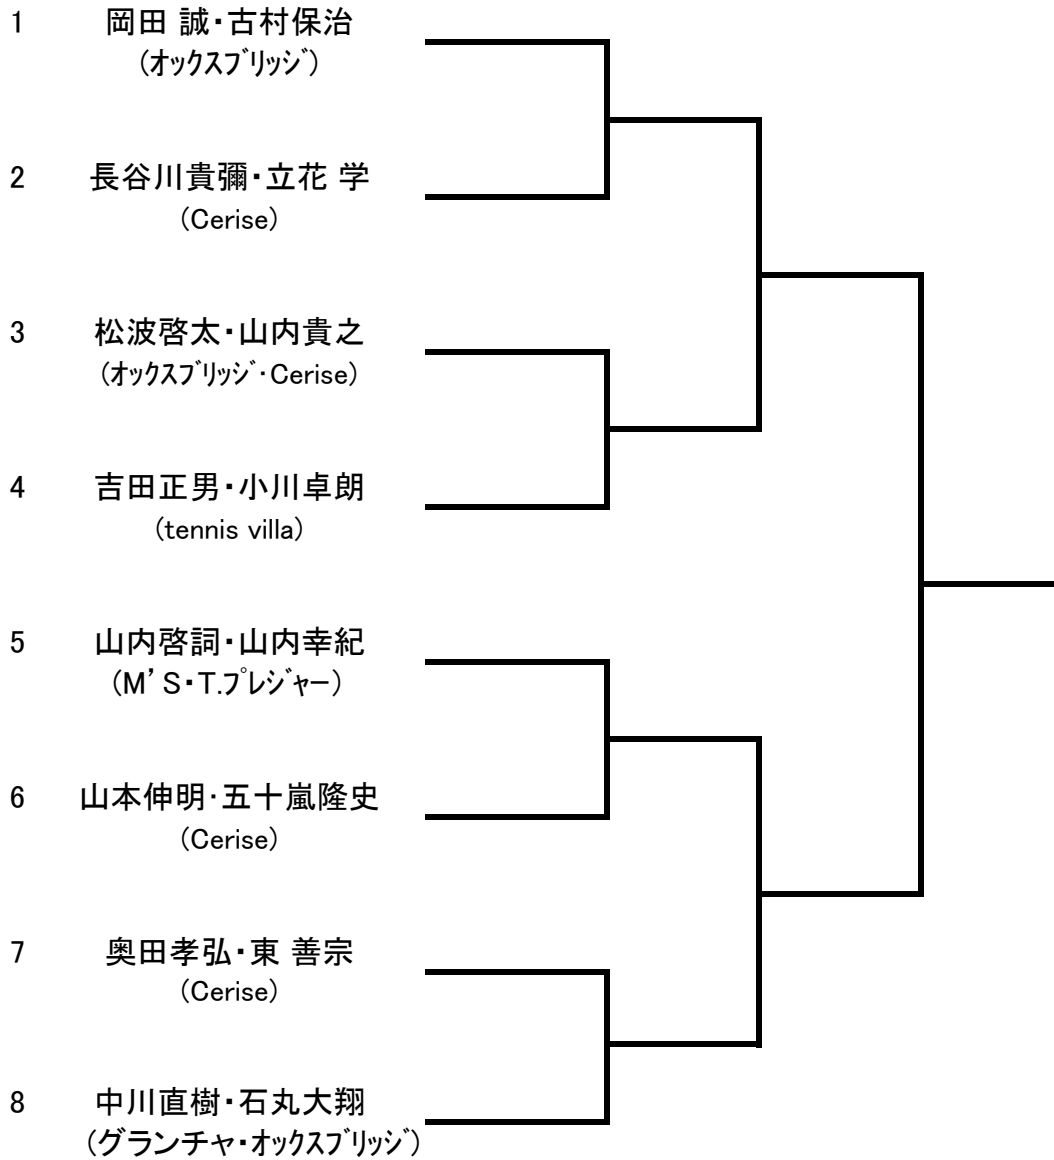 1 岡田 誠・古村保治
(ｵｯｸｽﾌﾞﾘｯｼﾞ)
2 長谷川貴彌・立花 学
(Cerise)
3 松波啓太・山内貴之
(ｵｯｸｽﾌﾞﾘｯｼﾞ･Cerise)
4 吉田正男・小川卓朗
(tennis villa)
5 山内啓詞・山内幸紀
(M’S・T.ﾌﾟﾚｼﾞｬｰ)
6 山本伸明･五十嵐隆史
(Cerise)
7 奥田孝弘・東 善宗
(Cerise)
8 中川直樹・石丸大翔
(グランチャ・ｵｯｸｽﾌﾞﾘｯｼﾞ)